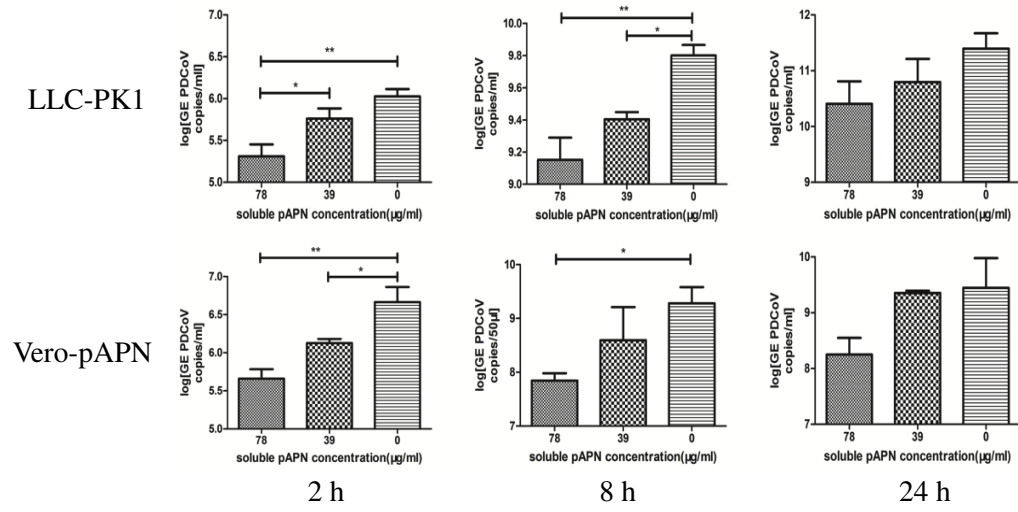 LLC-PK1
log[GE PDCoV
copies/mll]
7.0
6.5
6.0
5.5
5.0
**
*
78 39 0
soluble pAPN concentration(µg/ml)
log[GE PDCoV
copies/ml]
10.0
9.8
9.6
9.4
9.2
9.0
**
*
78 39 0
soluble pAPN concentration(µg/ml)
log[GE PDCoV
copies/ml]
12
11
10
9
78 39 0
soluble pAPN concentration(µg/ml)
Vero-pAPN
log[GE PDCoV
copies/ml]
7.0
6.5
6.0
5.5
5.0
**
*
78 39 0
soluble pAPN concentration(µg/ml)
log[GE PDCoV
copies/50µl]
10
9
8
7
*
78 39 0
soluble pAPN concentration(µg/ml)
log[GE PDCoV
copies/ml]
10
9
8
7
78 39 0
soluble pAPN concentration(µg/ml)
2 h 8 h 24 h